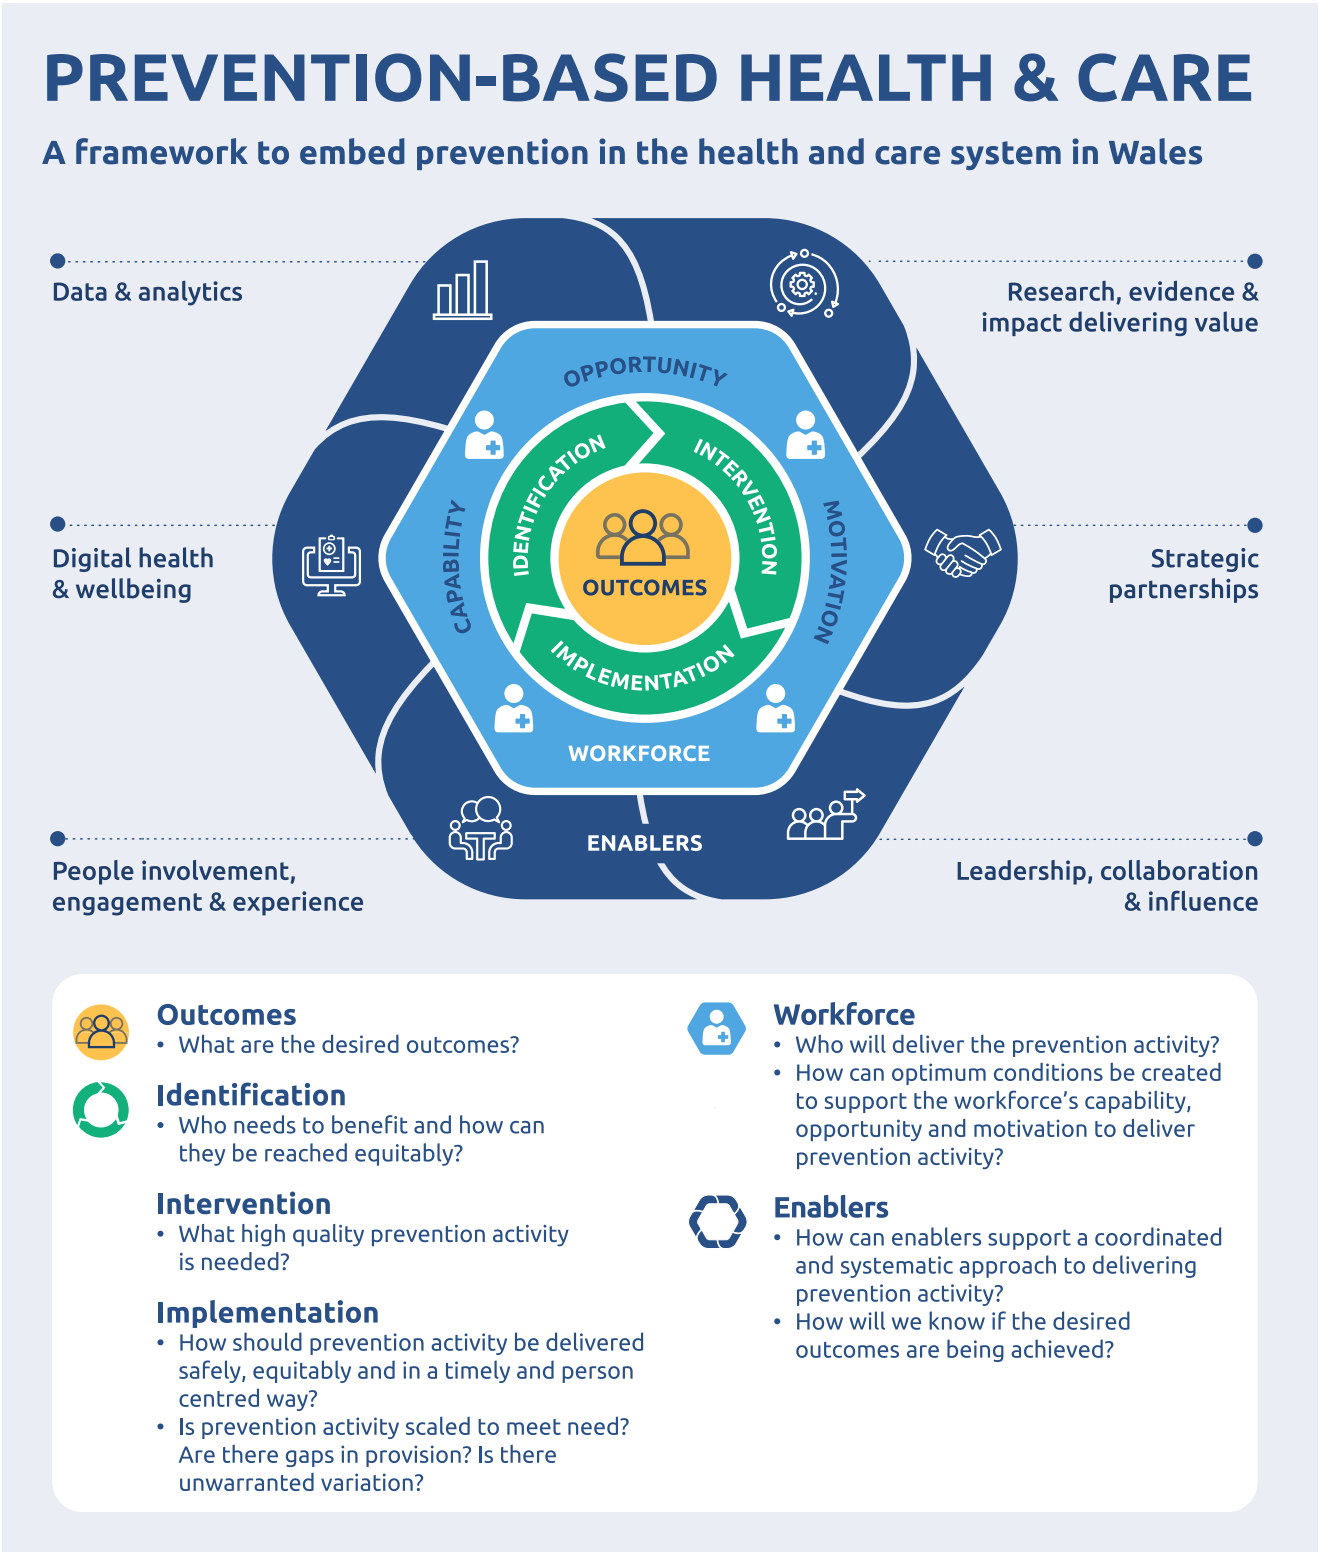 PREVENTION-BASED HEALTH & CARE
A framework to embed prevention in the health and care system in Wales
Data & analytics
Research, evidence &
impact delivering value
Digital health
& wellbeing
Strategic
partnerships
People involvement,
engagement & experience
Leadership, collaboration
& influence
OPPORTUNITY
CAPABILITY
MOTIVATION
IDENTIFICATION
INTERVENTION
IMPLEMENTATION
OUTCOMES
WORKFORCE
ENABLERS
Outcomes
• What are the desired outcomes?
Identification
• Who needs to benefit and how can
they be reached equitably?
Intervention
• What high quality prevention activity
is needed?
Implementation
• How should prevention activity be delivered
safely, equitably and in a timely and person
centred way?
• Is prevention activity scaled to meet need?
Are there gaps in provision? Is there
unwarranted variation?
Workforce
• Who will deliver the prevention activity?
• How can optimum conditions be created
to support the workforce’s capability,
opportunity and motivation to deliver
prevention activity?
Enablers
• How can enablers support a coordinated
and systematic approach to delivering
prevention activity?
• How will we know if the desired
outcomes are being achieved?